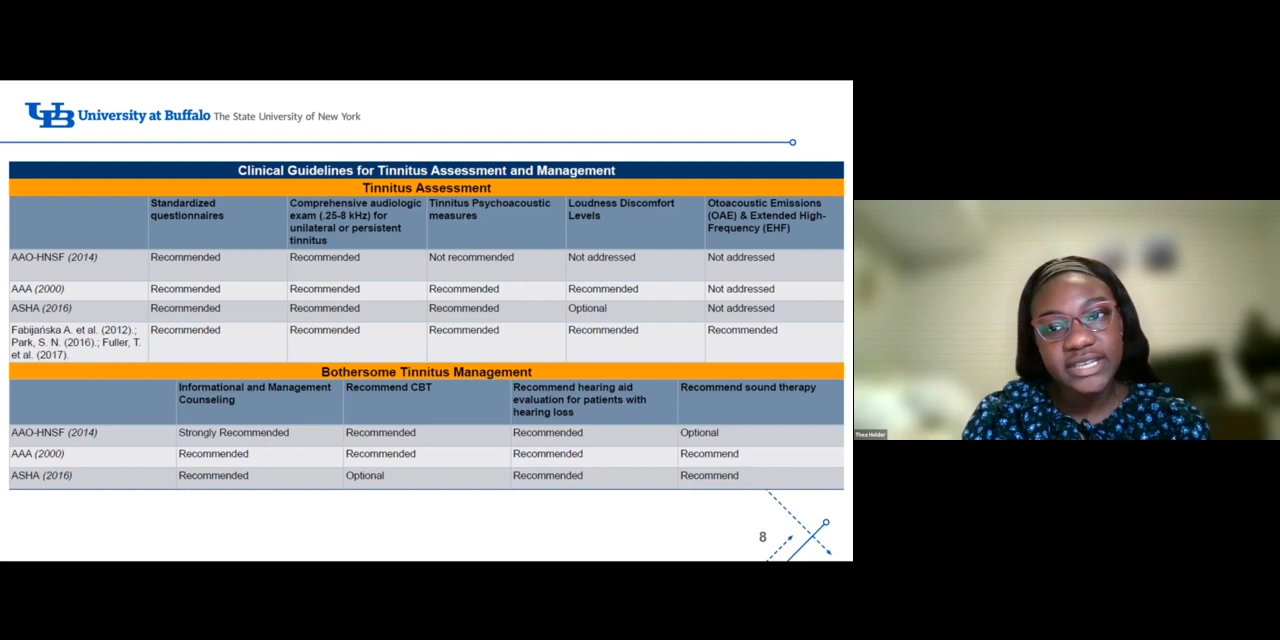 University at Buffalo The State University of New York
Clinical Guidelines for Tinnitus Assessment and Management
Tinnitus Assessment
Standardized
questionnaires
Comprehensive audiologic
exam (.25-8 kHz) for
unilateral or persistent
tinnitus
Tinnitus Psychoacoustic
measures
Loudness Discomfort
Levels
Otoacoustic Emissions
(OAE) & Extended High-
Frequency (EHF)
AAO-HNSF (2014) Recommended Recommended Not recommended Not addressed Not addressed
AAA (2000) Recommended Recommended Recommended Recommended Not addressed
ASHA (2016) Recommended Recommended Recommended Optional Not addressed
Fabijańska A. et al. (2012).; Recommended Recommended Recommended Recommended Recommended
Park, S. N. (2016).; Fuller, T.
et al. (2017).
Bothersome Tinnitus Management
Informational and Management
Counseling
Recommend CBT
Recommend hearing aid
evaluation for patients with
hearing loss
Recommend sound therapy
AAO-HNSF (2014) Strongly Recommended Recommended Recommended Optional
AAA (2000) Recommended Recommended Recommended Recommend
ASHA (2016) Recommended Optional Recommended Recommend
8
Thea Holder